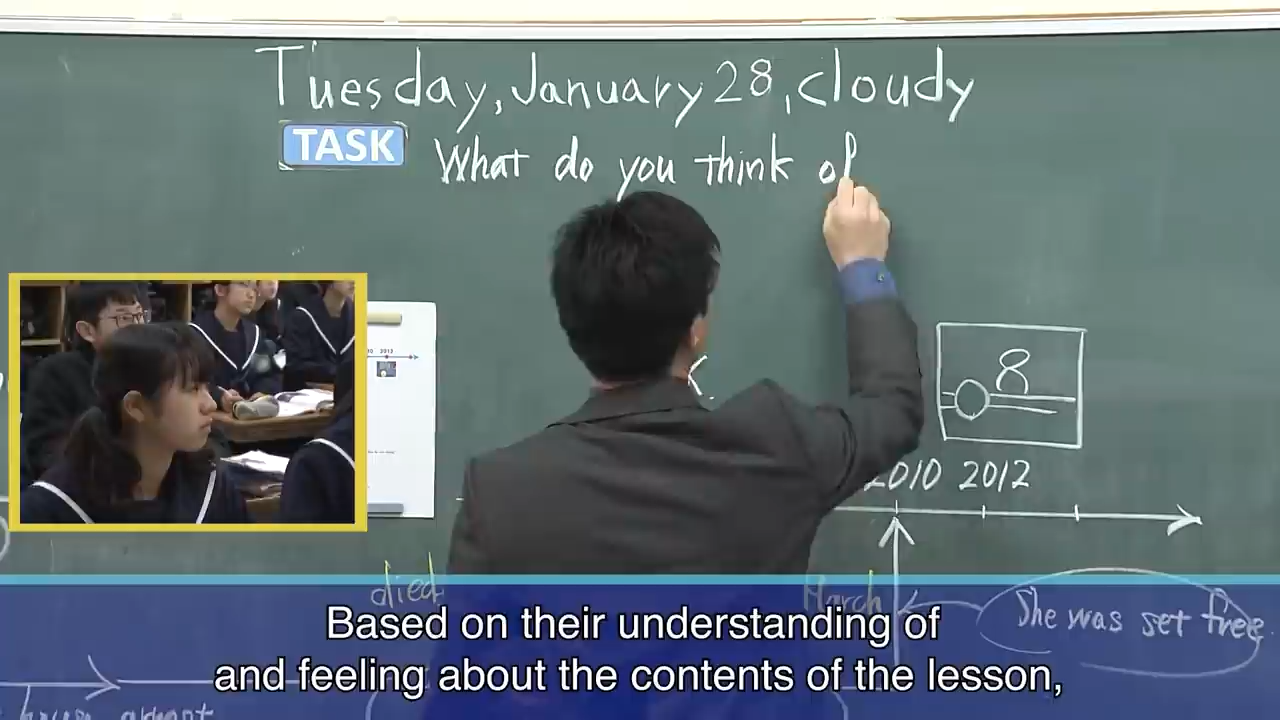 Tuesday, January 28, cloudy
TASK What do you think of
8
2010 2012
died
March
She was set free
Based on their understanding of
and feeling about the contents of the lesson,